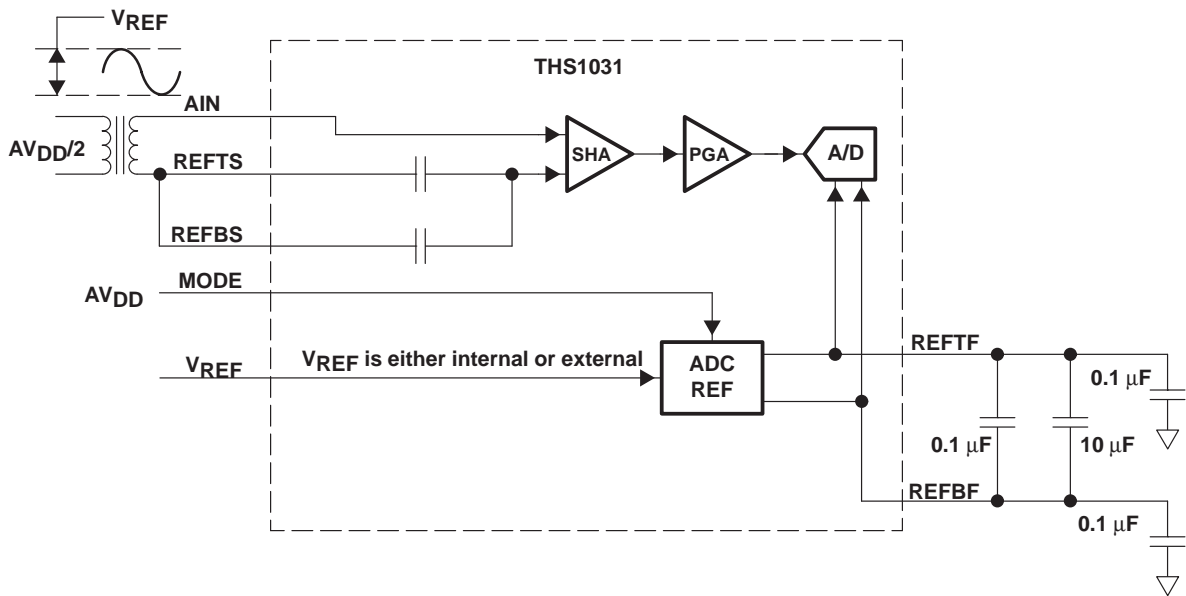 VREF
THS1031
AIN
AVDD/2
SHA
PGA
A/D
REFTS
REFBS
MODE
AVDD
VREF
VREF is either internal or external
ADC
REF
REFTF
0.1 μF
0.1 μF
10 μF
REFBF
0.1 μF